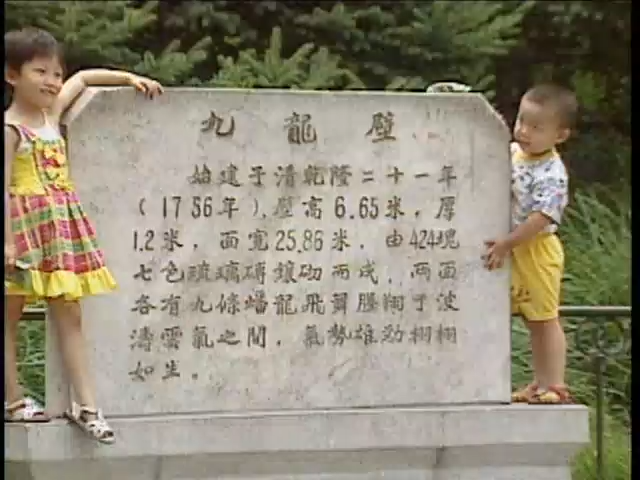 九龍壁
始建于清乾隆二十一年
(1756年),壁高6.65米,厚
1.2米,面寬25.86米,由424塊
七色琉璃磚鑲砌而成,兩面
各有九條蟠龍飛舞騰翔于波
濤雲氣之間,氣勢雄勁栩栩
如生。